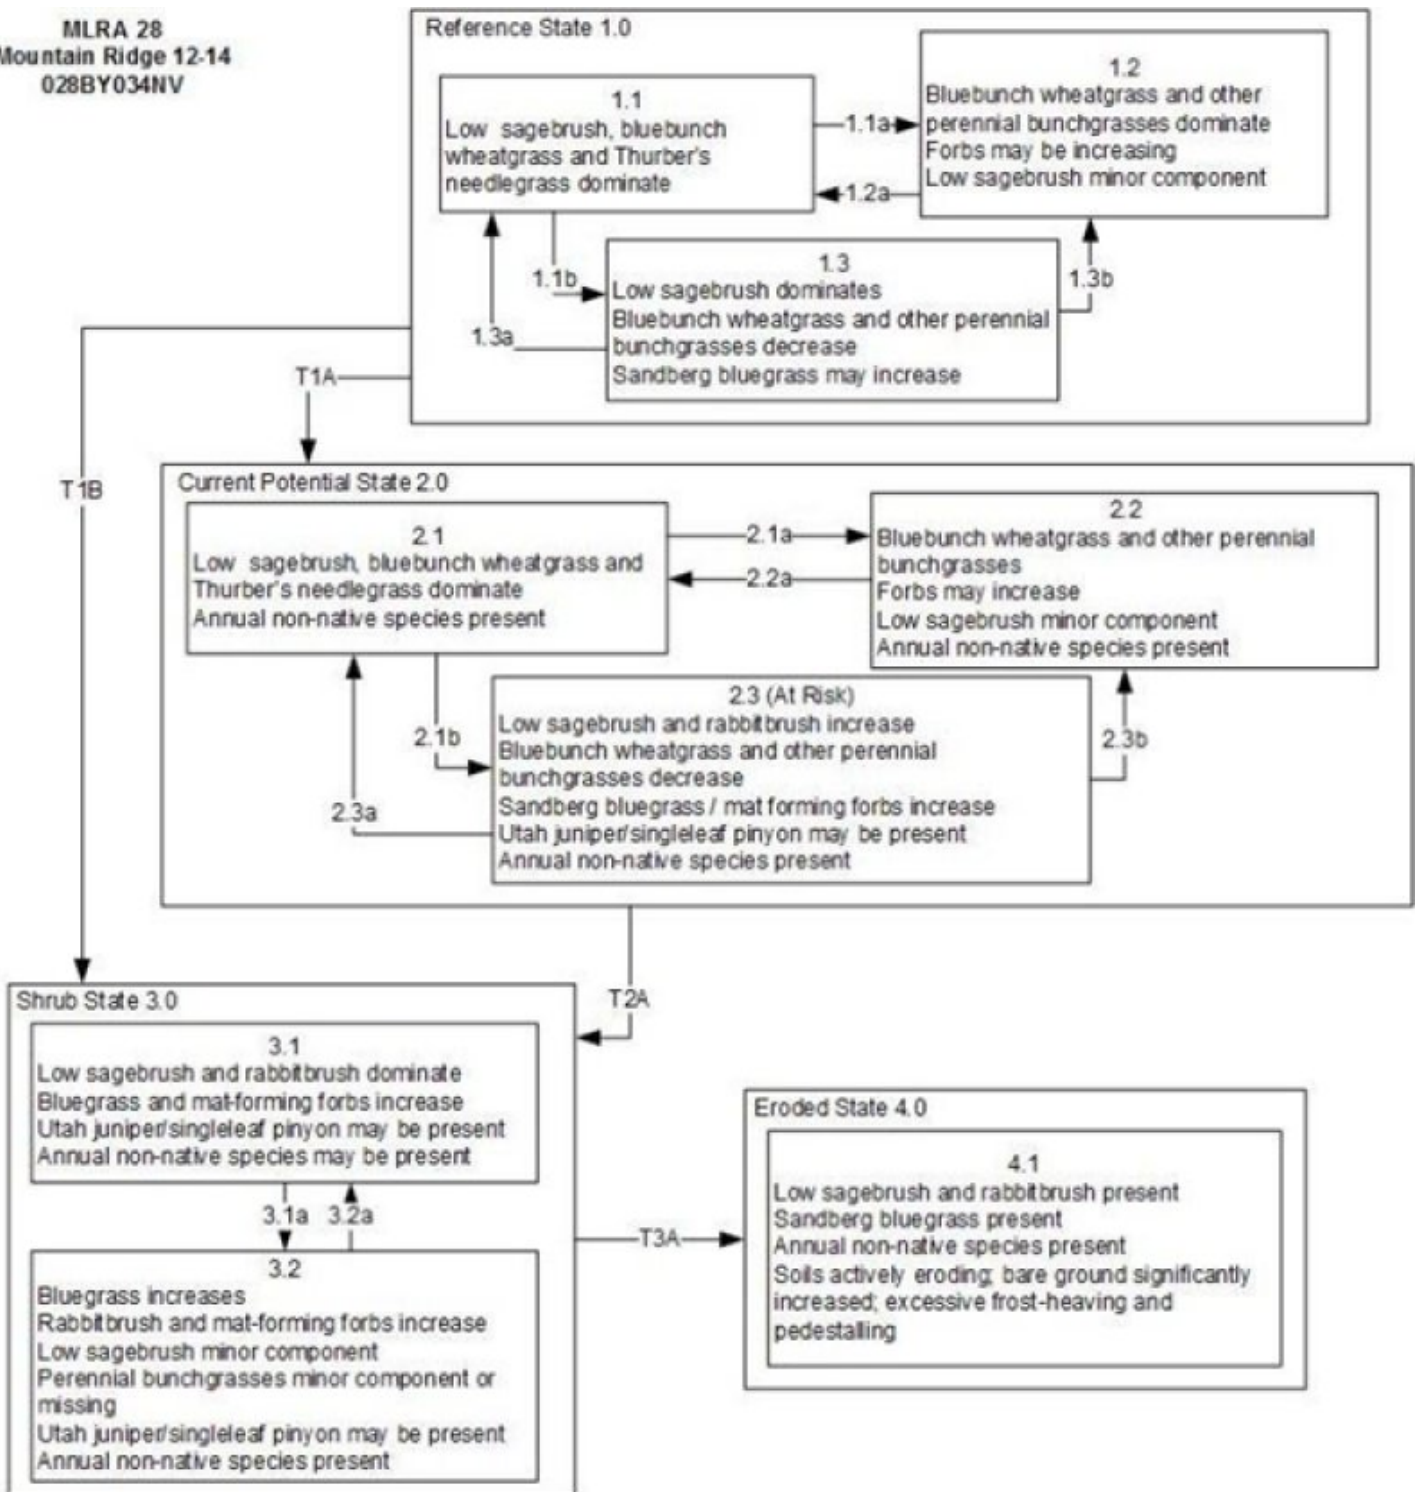 MLRA 28
Mountain Ridge 12-14
028BY034NV
Reference State 1.0
1.1
Low sagebrush, bluebunch
wheatgrass and Thurber's
needlegrass dominate
1.1a
1.2a
1.2
Bluebunch wheatgrass and other
perennial bunchgrasses dominate
Forbs may be increasing
Low sagebrush minor component
1.1b
1.3a
1.3
Low sagebrush dominates
Bluebunch wheatgrass and other perennial
bunchgrasses decrease
Sandberg bluegrass may increase
1.3b
T1A
T1B
Current Potential State 2.0
2.1
Low sagebrush, bluebunch wheatgrass and
Thurber's needlegrass dominate
Annual non-native species present
2.1a
2.2a
2.2
Bluebunch wheatgrass and other perennial
bunchgrasses
Forbs may increase
Low sagebrush minor component
Annual non-native species present
2.1b
2.3a
2.3 (At Risk)
Low sagebrush and rabbitbrush increase
Bluebunch wheatgrass and other perennial
bunchgrasses decrease
Sandberg bluegrass / mat forming forbs increase
Utah juniper/singleleaf pinyon may be present
Annual non-native species present
2.3b
T2A
Shrub State 3.0
3.1
Low sagebrush and rabbitbrush dominate
Bluegrass and mat-forming forbs increase
Utah juniper/singleleaf pinyon may be present
Annual non-native species may be present
3.1a 3.2a
3.2
Bluegrass increases
Rabbitbrush and mat-forming forbs increase
Low sagebrush minor component
Perennial bunchgrasses minor component or
missing
Utah juniper/singleleaf pinyon may be present
Annual non-native species present
T3A
Eroded State 4.0
4.1
Low sagebrush and rabbitbrush present
Sandberg bluegrass present
Annual non-native species present
Soils actively eroding; bare ground significantly
increased; excessive frost-heaving and
pedestalling